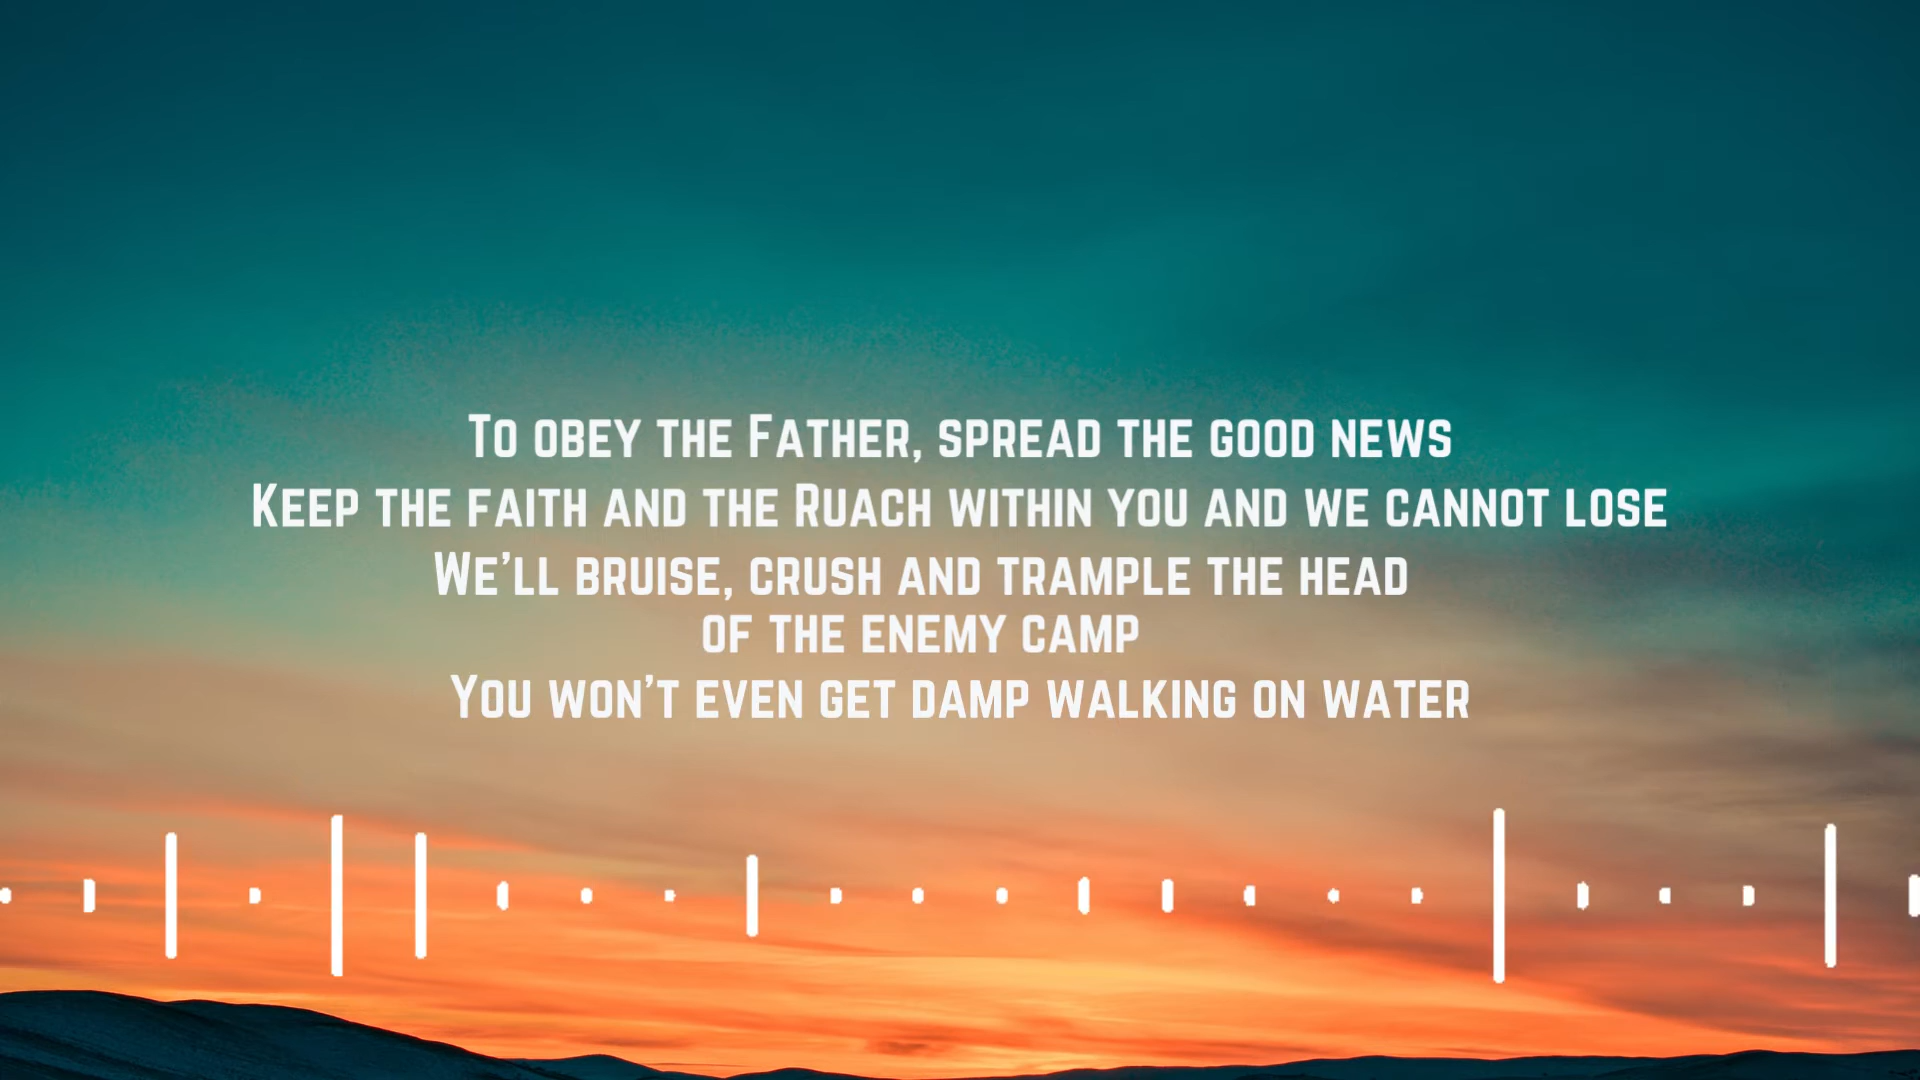 To obey the Father, spread the good news
Keep the faith and the Ruach within you and we cannot lose
We'll bruise, crush and trample the head
of the enemy camp
You won't even get damp walking on water